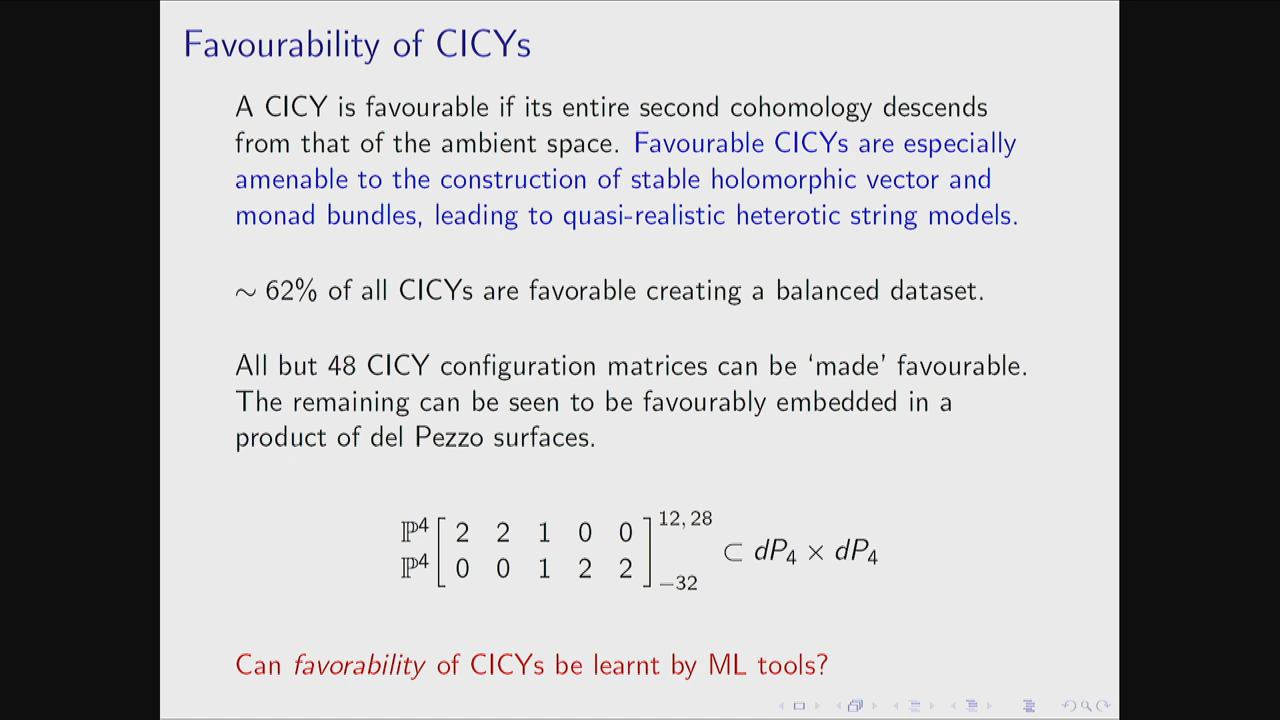 Favourability of CICYs
A CICY is favourable if its entire second cohomology descends
from that of the ambient space. Favourable CICYs are especially
amenable to the construction of stable holomorphic vector and
monad bundles, leading to quasi-realistic heterotic string models.
∼ 62% of all CICYs are favorable creating a balanced dataset.
All but 48 CICY configuration matrices can be ‘made’ favourable.
The remaining can be seen to be favourably embedded in a
product of del Pezzo surfaces.
ℙ⁴ [ 2 2 1 0 0 ] 12, 28
ℙ⁴ [ 0 0 1 2 2 ] −32 ⊂ dP₄ × dP₄
Can favorability of CICYs be learnt by ML tools?